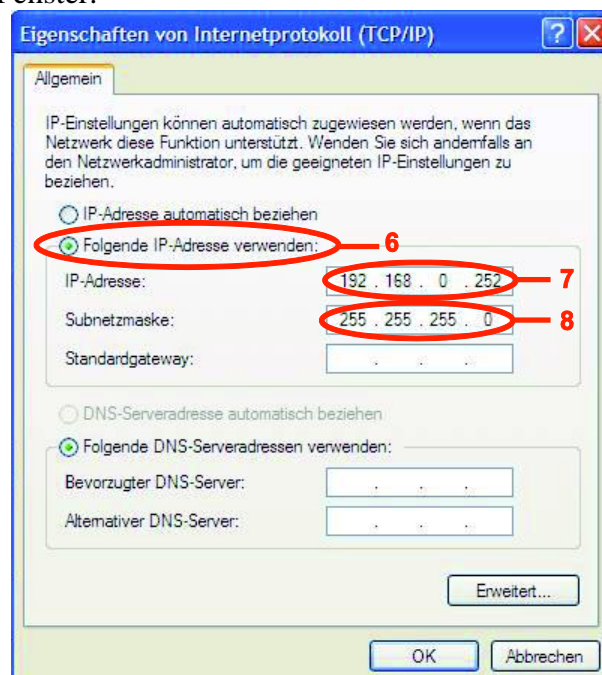 Fenster:
Eigenschaften von Internetprotokoll (TCP/IP)
Allgemein
IP-Einstellungen können automatisch zugewiesen werden, wenn das
Netzwerk diese Funktion unterstützt. Wenden Sie sich andernfalls an
den Netzwerkadministrator, um die geeigneten IP-Einstellungen zu
beziehen.
IP-Adresse automatisch beziehen
Folgende IP-Adresse verwenden: 6
IP-Adresse: 192 . 168 . 0 . 252 7
Subnetzmaske: 255 . 255 . 255 . 0 8
Standardgateway: . . .
DNS-Serveradresse automatisch beziehen
Folgende DNS-Serveradressen verwenden:
Bevorzugter DNS-Server: . . .
Alternativer DNS-Server: . . .
Erweitert...
OK Abbrechen